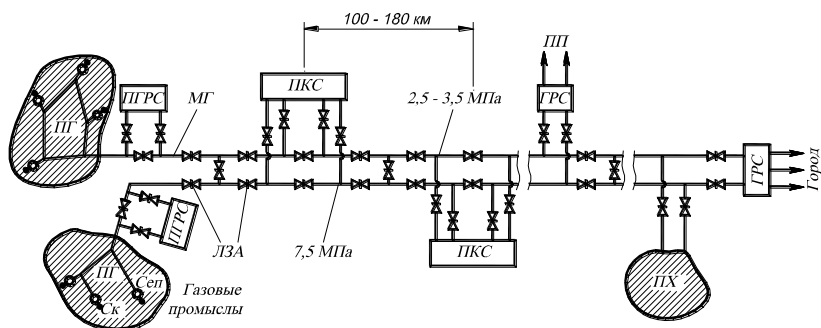 100 - 180 км
ПП
ПКС
ПГРС
МГ
2,5 - 3,5 МПа
ГРС
ПГ
ГРС
Город
ПГРС
ЛЗА
7,5 МПа
ПКС
ПГ
Сеп
Ск
Газовые
промыслы
ПХ